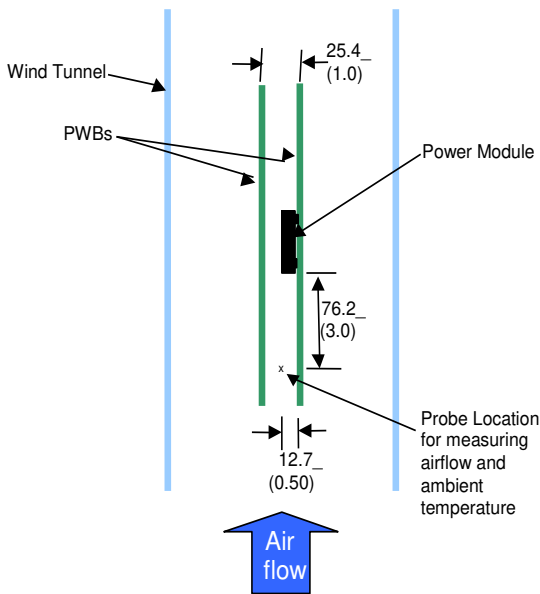 25.4_
(1.0)
Wind Tunnel
PWBs
Power Module
76.2_
(3.0)
x
Probe Location
for measuring
airflow and
ambient
temperature
12.7_
(0.50)
Air
flow